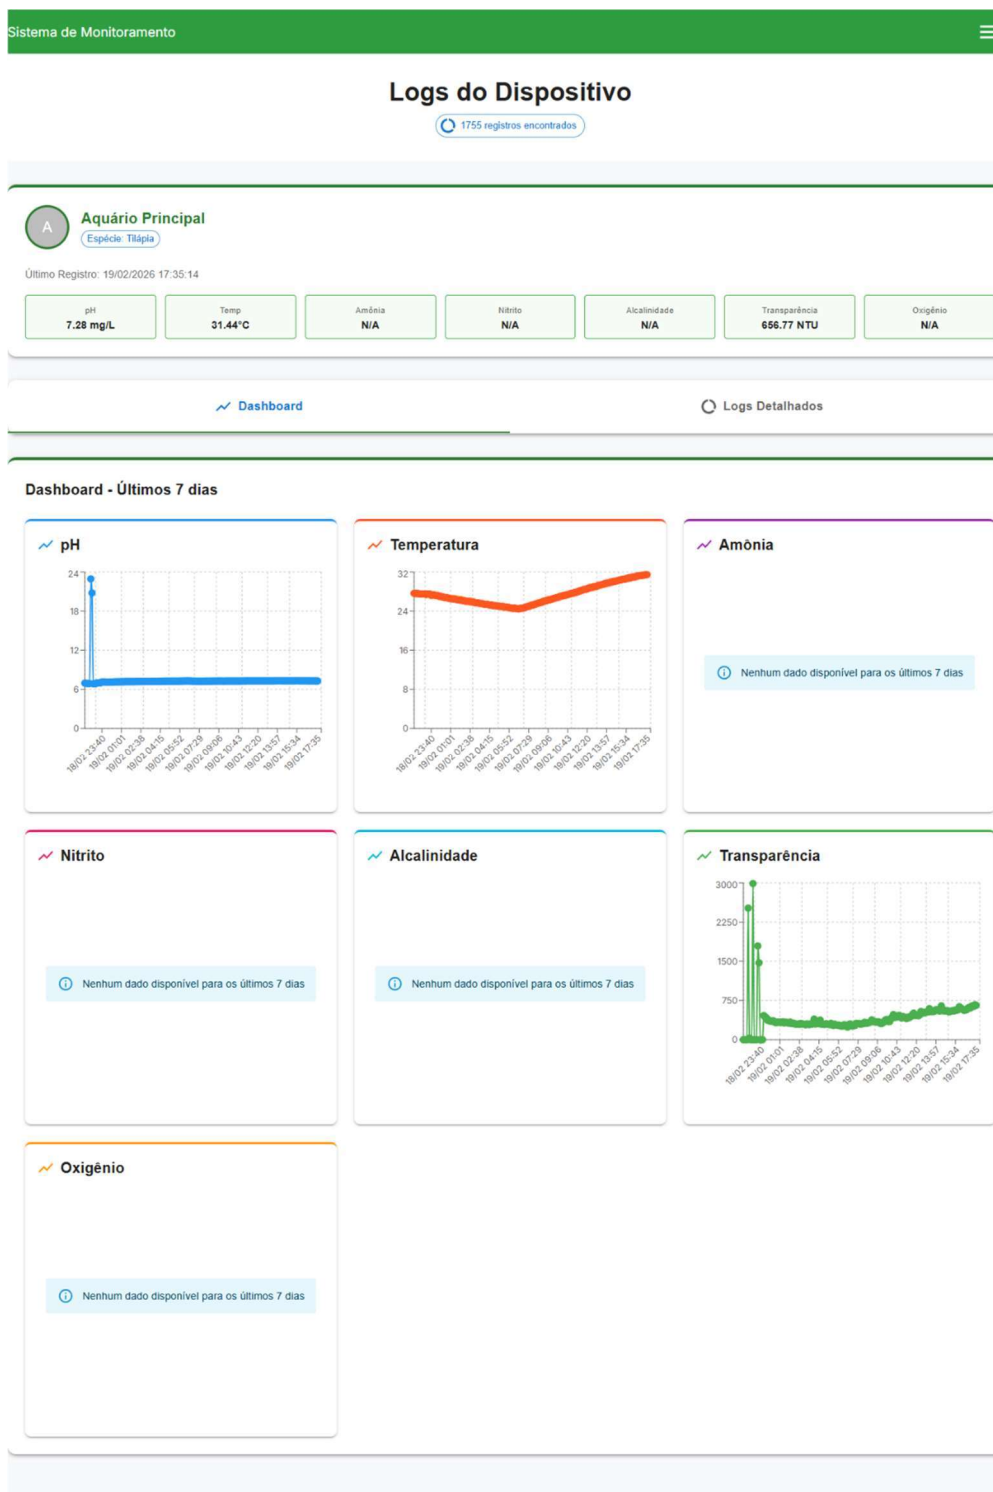 Sistema de Monitoramento
Logs do Dispositivo
1755 registros encontrados
A
Aquário Principal
Espécie: Tilápia
Último Registro: 19/02/2026 17:35:14
pH
7.28 mg/L
Temp
31.44°C
Amônia
N/A
Nitrito
N/A
Alcalinidade
N/A
Transparência
656.77 NTU
Oxigênio
N/A
Dashboard
Logs Detalhados
Dashboard - Últimos 7 dias
pH
24
18
12
6
0
18/02 23:40
19/02 01:01
19/02 02:38
19/02 04:15
19/02 05:52
19/02 07:29
19/02 09:06
19/02 10:43
19/02 12:20
19/02 13:57
19/02 15:34
19/02 17:35
Temperatura
32
24
16
8
0
18/02 23:40
19/02 01:01
19/02 02:38
19/02 04:15
19/02 05:52
19/02 07:29
19/02 09:06
19/02 10:43
19/02 12:20
19/02 13:57
19/02 15:34
19/02 17:35
Amônia
Nenhum dado disponível para os últimos 7 dias
Nitrito
Nenhum dado disponível para os últimos 7 dias
Alcalinidade
Nenhum dado disponível para os últimos 7 dias
Transparência
3000
2250
1500
750
0
18/02 23:40
19/02 01:01
19/02 02:38
19/02 04:15
19/02 05:52
19/02 07:29
19/02 09:06
19/02 10:43
19/02 12:20
19/02 13:57
19/02 15:34
19/02 17:35
Oxigênio
Nenhum dado disponível para os últimos 7 dias